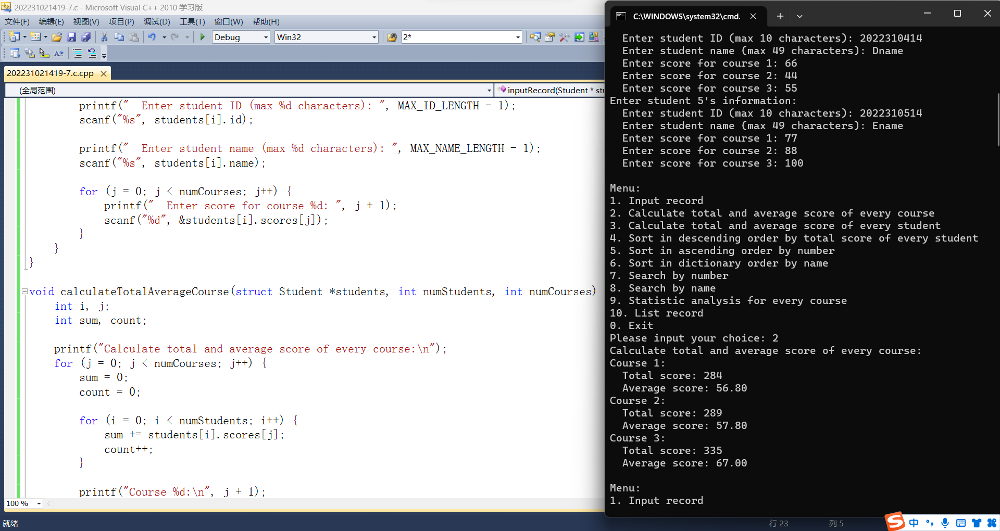 202231021419-7.c - Microsoft Visual C++ 2010 学习版
文件(F) 编辑(E) 视图(V) 项目(P) 调试(D) 工具(T) 窗口(W) 帮助(H)
Debug Win32 2*
202231021419-7.c.cpp
(全局范围) inputRecord(Student * stu
printf("  Enter student ID (max %d characters): ", MAX_ID_LENGTH - 1);
scanf("%s", students[i].id);
printf("  Enter student name (max %d characters): ", MAX_NAME_LENGTH - 1);
scanf("%s", students[i].name);
for (j = 0; j < numCourses; j++) {
printf("  Enter score for course %d: ", j + 1);
scanf("%d", &students[i].scores[j]);
}
}
}
void calculateTotalAverageCourse(struct Student *students, int numStudents, int numCourses)
int i, j;
int sum, count;
printf("Calculate total and average score of every course:\n");
for (j = 0; j < numCourses; j++) {
sum = 0;
count = 0;
for (i = 0; i < numStudents; i++) {
sum += students[i].scores[j];
count++;
}
printf("Course %d:\n", j + 1);
100 %
就绪
行 23 列 5
C:\WINDOWS\system32\cmd.
Enter student ID (max 10 characters): 2022310414
Enter student name (max 49 characters): Dname
Enter score for course 1: 66
Enter score for course 2: 44
Enter score for course 3: 55
Enter student 5's information:
Enter student ID (max 10 characters): 2022310514
Enter student name (max 49 characters): Ename
Enter score for course 1: 77
Enter score for course 2: 88
Enter score for course 3: 100
Menu:
1. Input record
2. Calculate total and average score of every course
3. Calculate total and average score of every student
4. Sort in descending order by total score of every student
5. Sort in ascending order by number
6. Sort in dictionary order by name
7. Search by number
8. Search by name
9. Statistic analysis for every course
10. List record
0. Exit
Please input your choice: 2
Calculate total and average score of every course:
Course 1:
Total score: 284
Average score: 56.80
Course 2:
Total score: 289
Average score: 57.80
Course 3:
Total score: 335
Average score: 67.00
Menu:
1. Input record
S 中